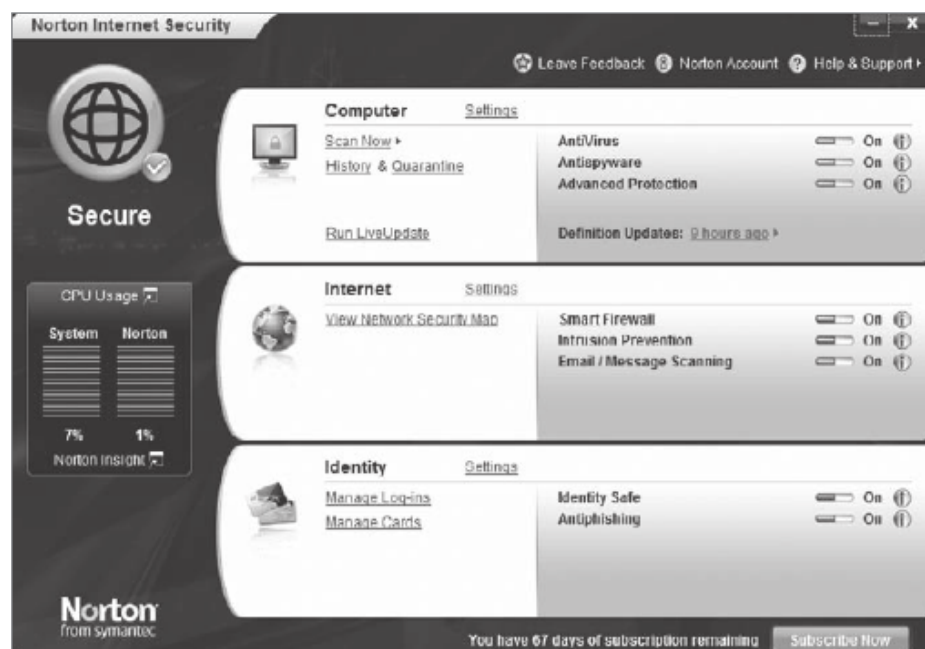 Norton Internet Security
Leave Feedback Norton Account Help & Support
Secure
CPU Usage
System Norton
7% 1%
Norton Insight
Computer Settings
Scan Now
History & Quarantine
Run LiveUpdate
AntiVirus On
Antispyware On
Advanced Protection On
Definition Updates: 9 hours ago
Internet Settings
View Network Security Map
Smart Firewall On
Intrusion Prevention On
Email / Message Scanning On
Identity Settings
Manage Log-ins
Manage Cards
Identity Safe On
Antiphishing On
Norton
from symantec
You have 67 days of subscription remaining Subscribe Now